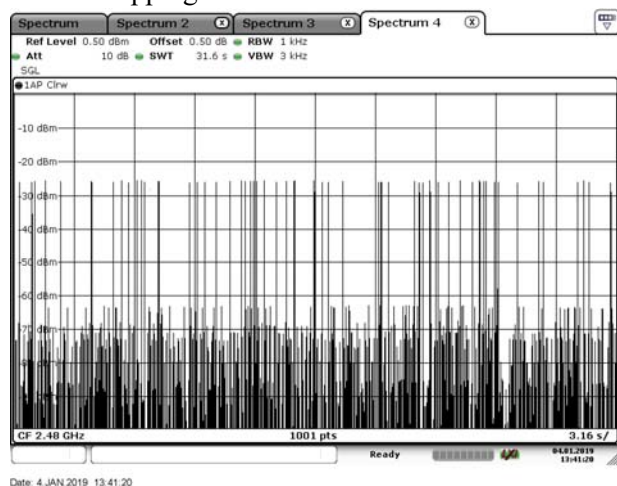 Spectrum Spectrum 2 X Spectrum 3 X Spectrum 4 X
Ref Level 0.50 dBm Offset 0.50 dB RBW 1 kHz
Att 10 dB SWT 31.6 s VBW 3 kHz
SGL
1AP Clrw
-10 dBm
-20 dBm
-30 dBm
-40 dBm
-50 dBm
-60 dBm
-70 dBm
CF 2.48 GHz 1001 pts 3.16 s/
Ready 04.01.2019
13:41:20
Date: 4.JAN.2019 13:41:20